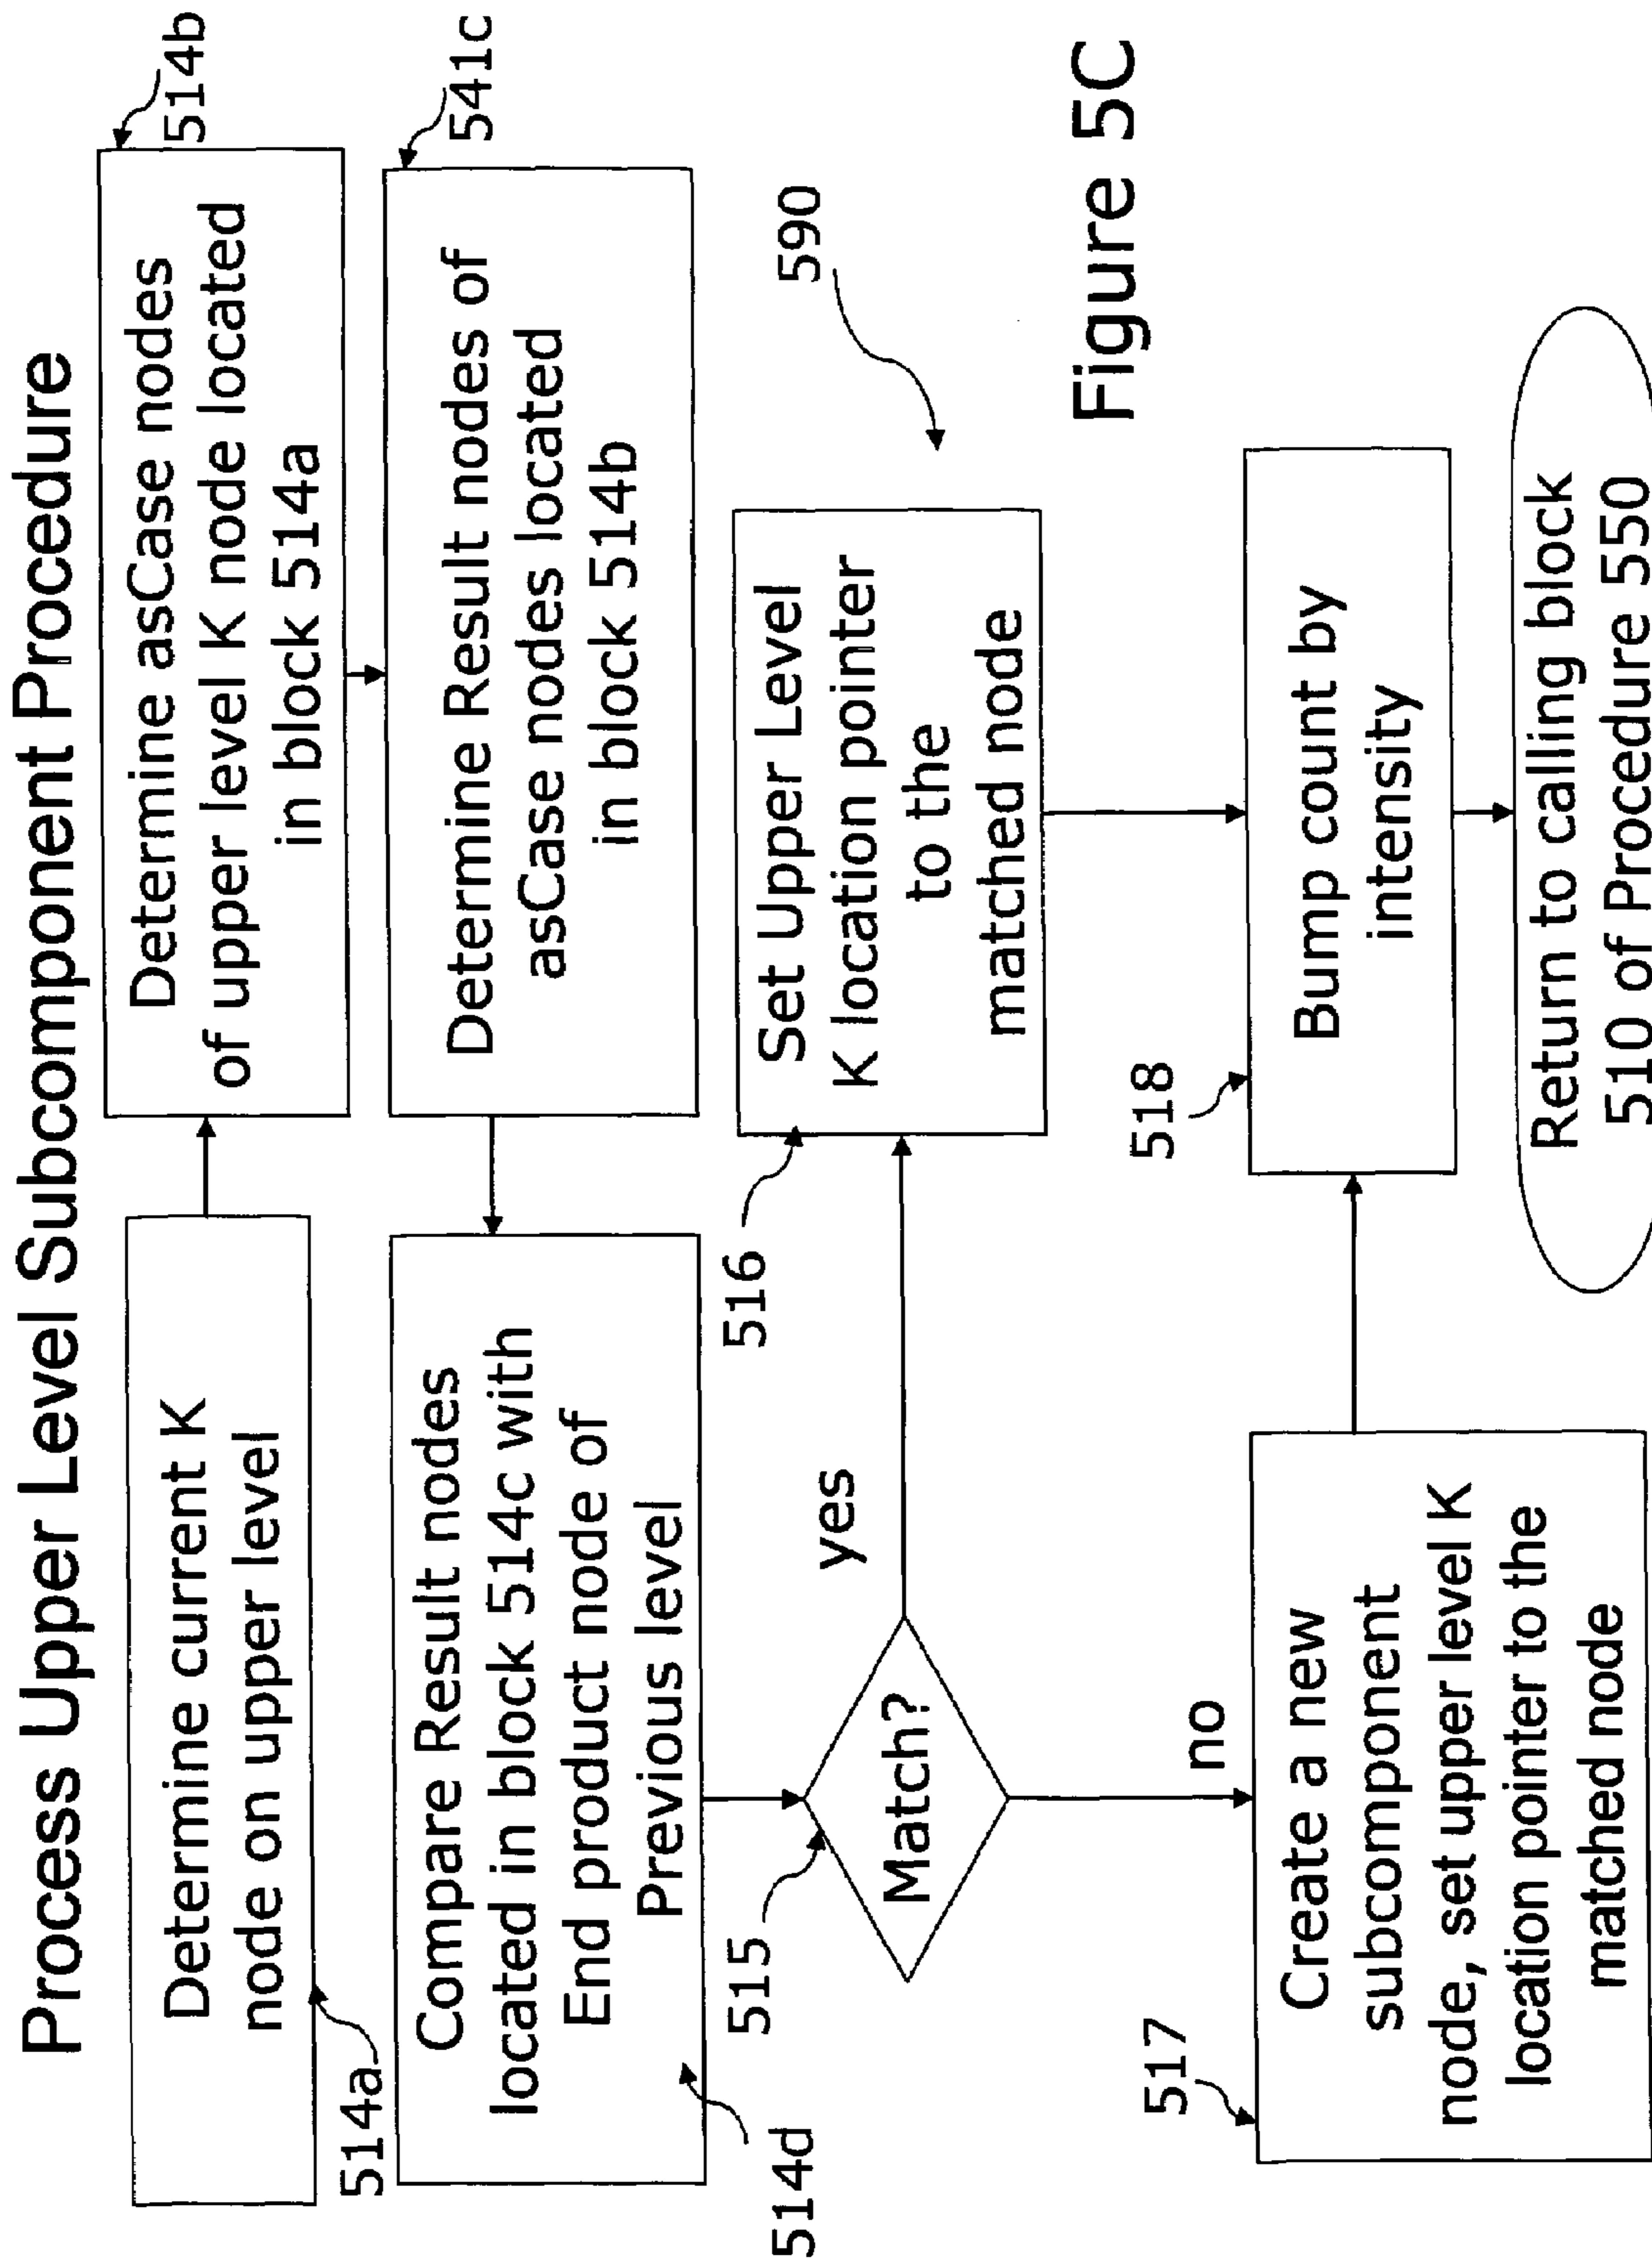 Process Upper Level Subcomponent Procedure
Determine current K
node on upper level
514a
Determine asCase nodes
of upper level K node located
in block 514a
514b
Determine Result nodes of
asCase nodes located
in block 514b
541c
Compare Result nodes
located in block 514c with
End product node of
Previous level
514d
Match?
515
yes
no
Set Upper Level
K location pointer
to the
matched node
516
590
Create a new
subcomponent
node, set upper level K
location pointer to the
matched node
517
Bump count by
intensity
518
Return to calling block
510 of Procedure 550
Figure 5C